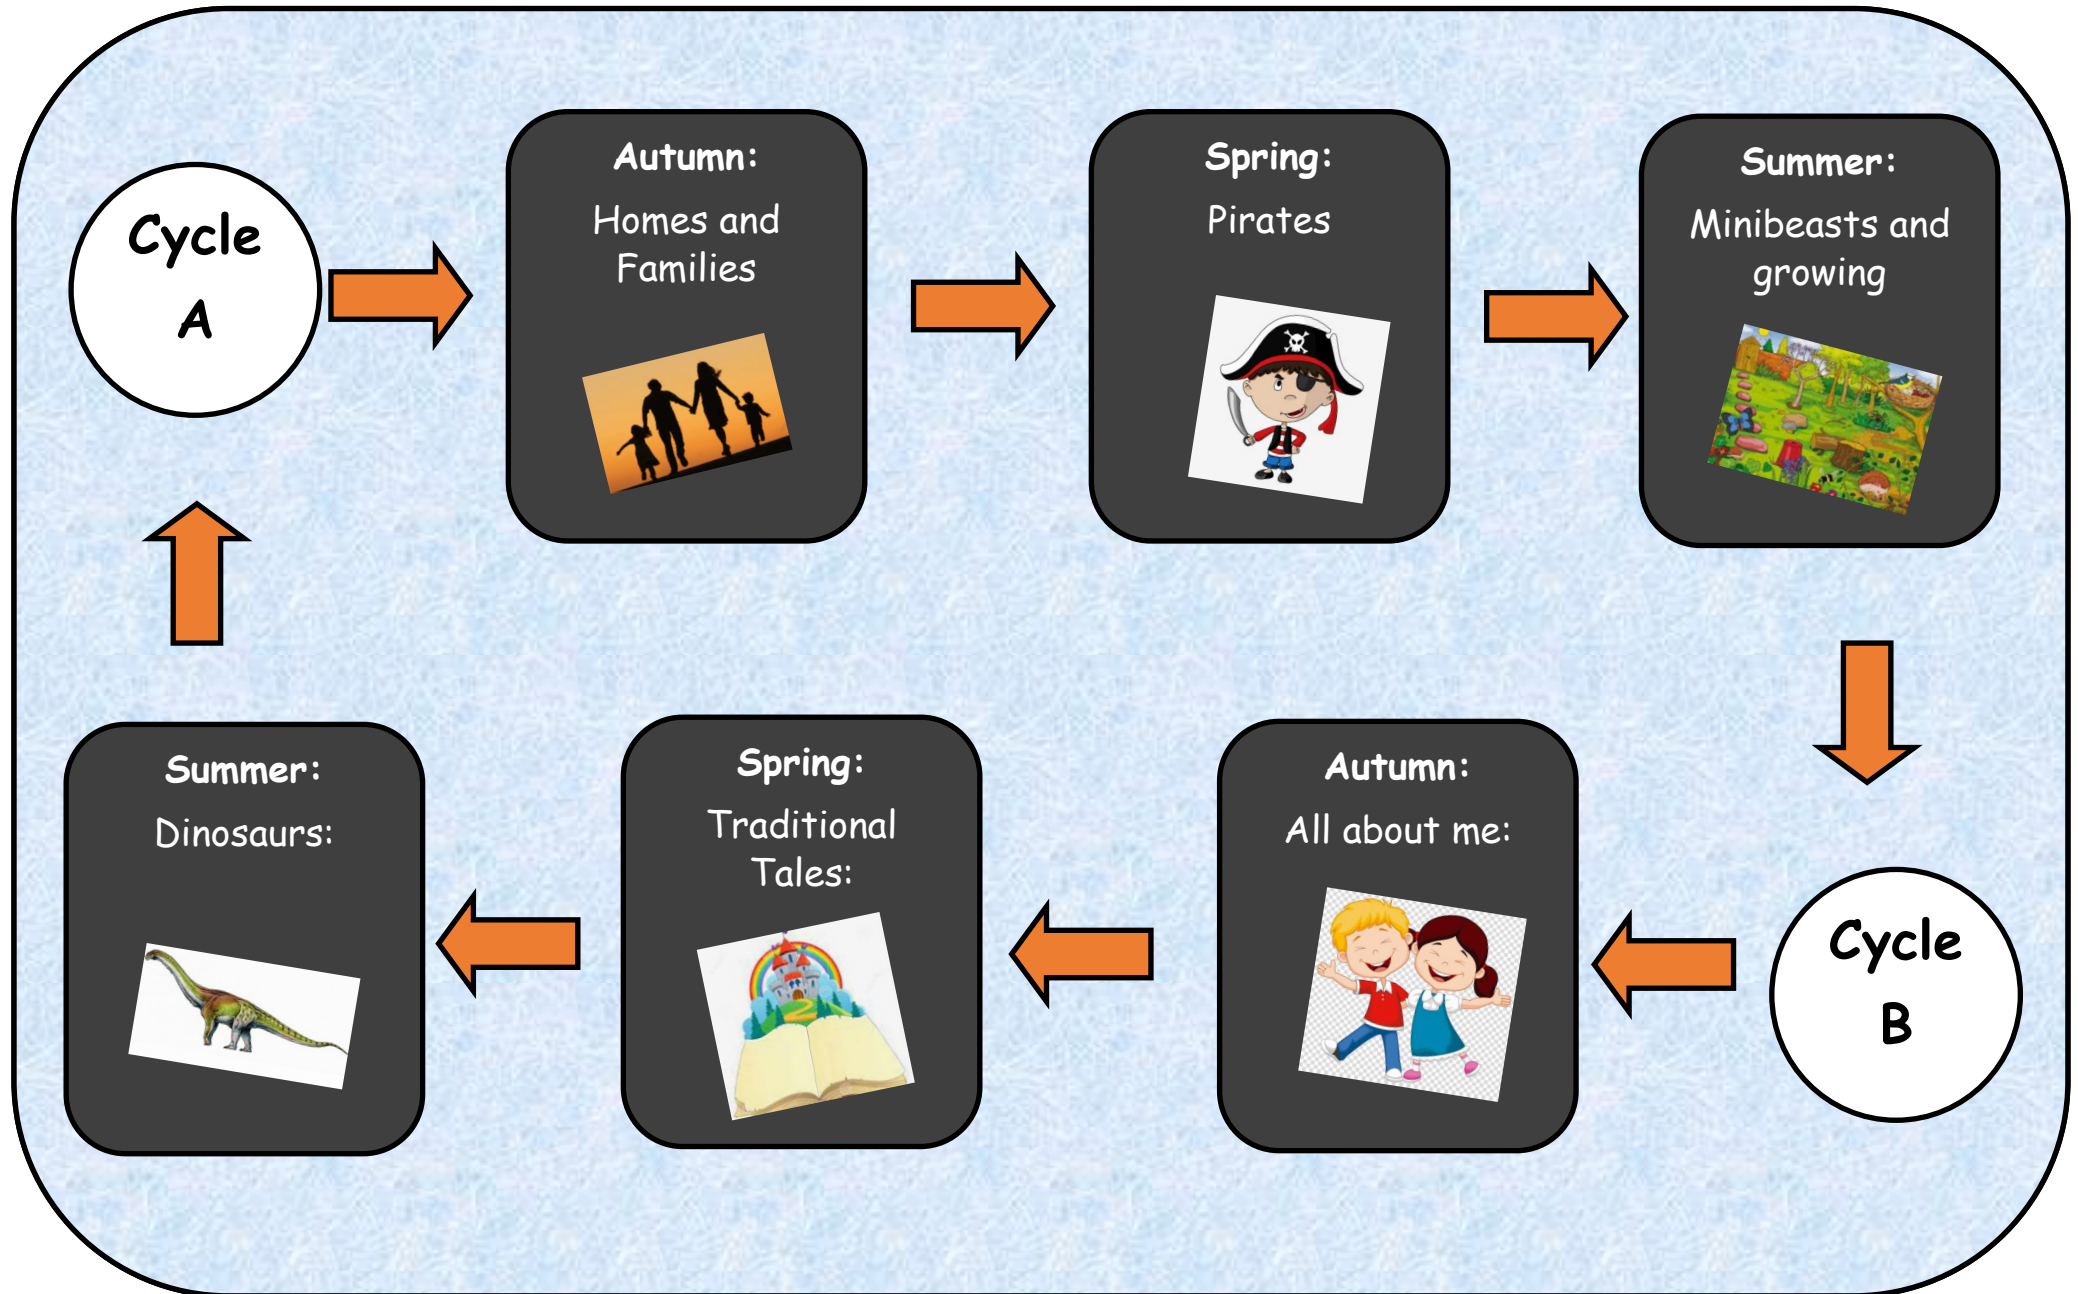 Cycle
A
Autumn:
Homes and
Families
Spring:
Pirates
Summer:
Minibeasts and
growing
Cycle
B
Autumn:
All about me:
Spring:
Traditional
Tales:
Summer:
Dinosaurs: